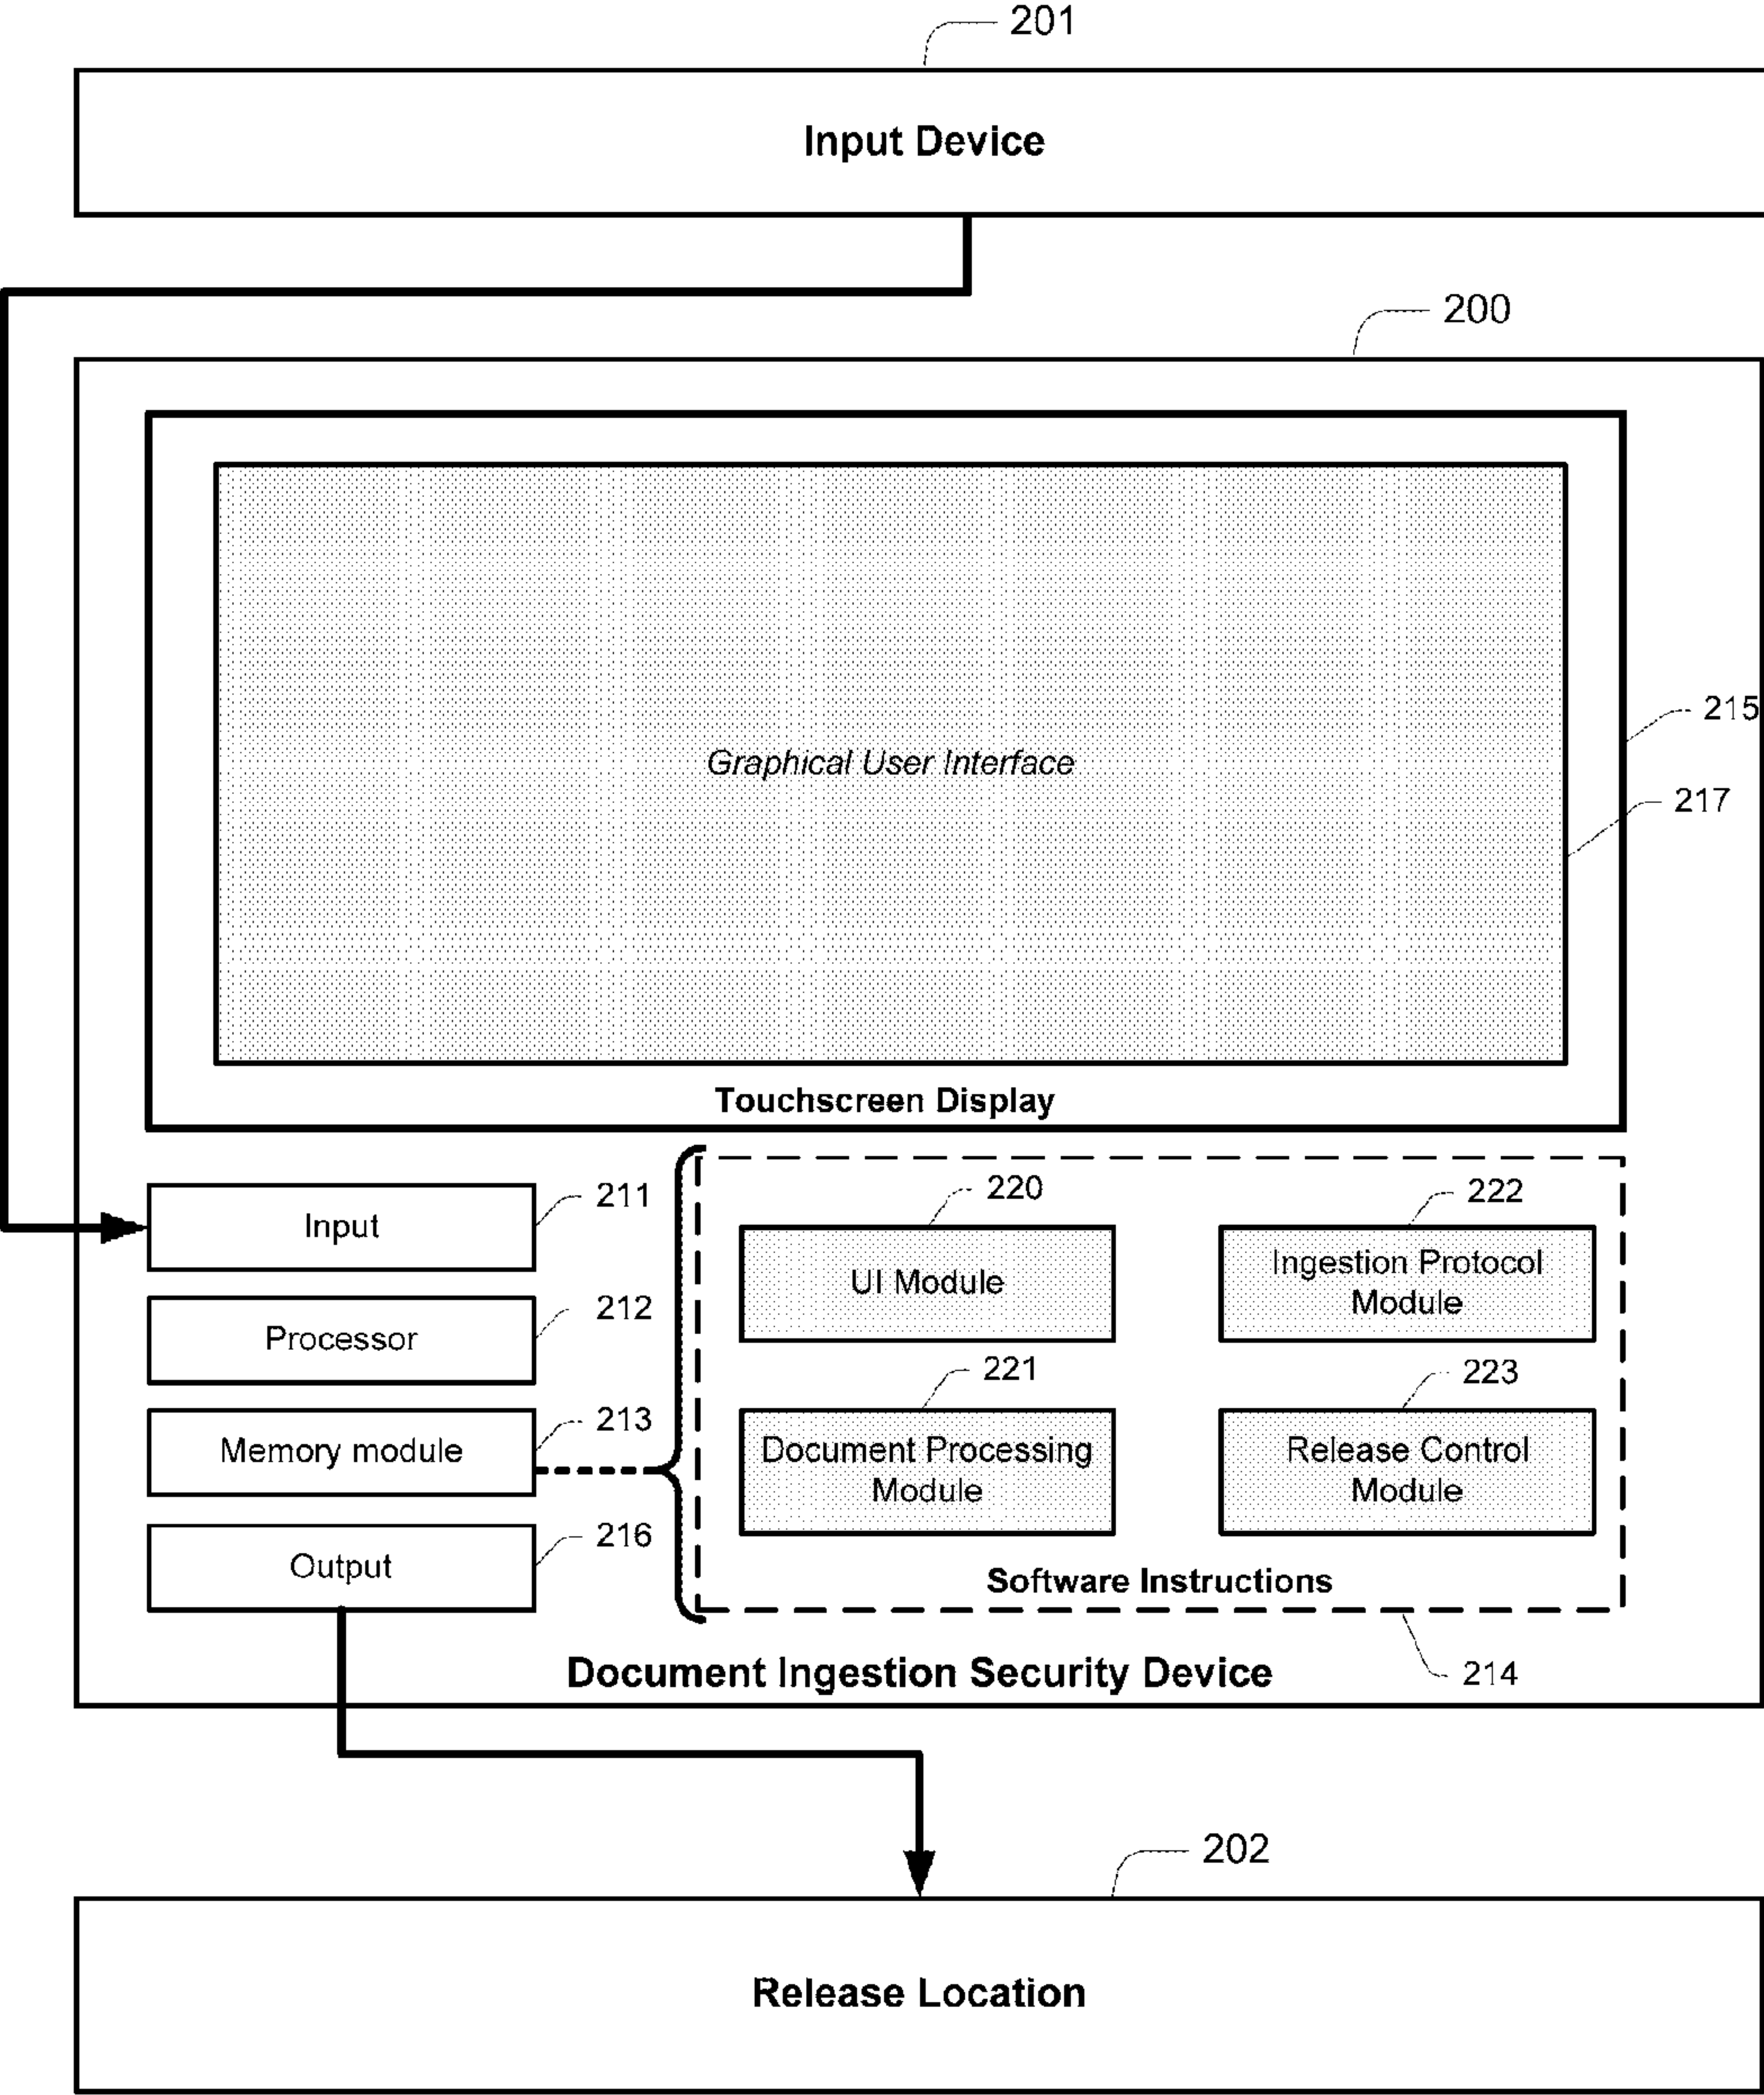 201
Input Device
200
215
Graphical User Interface
217
Touchscreen Display
211
Input
220
222
UI Module
Ingestion Protocol
Module
212
Processor
221
223
213
Memory module
Document Processing
Module
Release Control
Module
216
Output
Software Instructions
Document Ingestion Security Device
214
202
Release Location